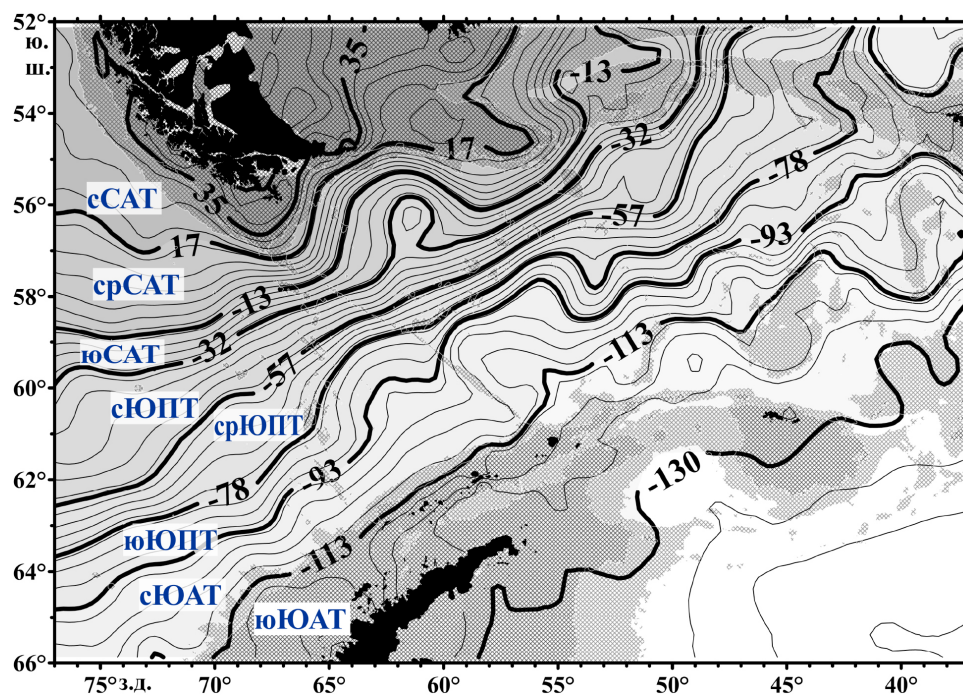 52°
ю.
ш.
54°
56°
58°
60°
62°
64°
66°
75°з.д.
70°
65°
60°
55°
50°
45°
40°
35
-13
17
-32
35
-78
сСАТ
-57
17
-93
срСАТ
-13
-32
юСАТ
-113
-57
сЮПТ
срЮПТ
-93
-130
-78
юЮПТ
-113
сЮАТ
юЮАТ